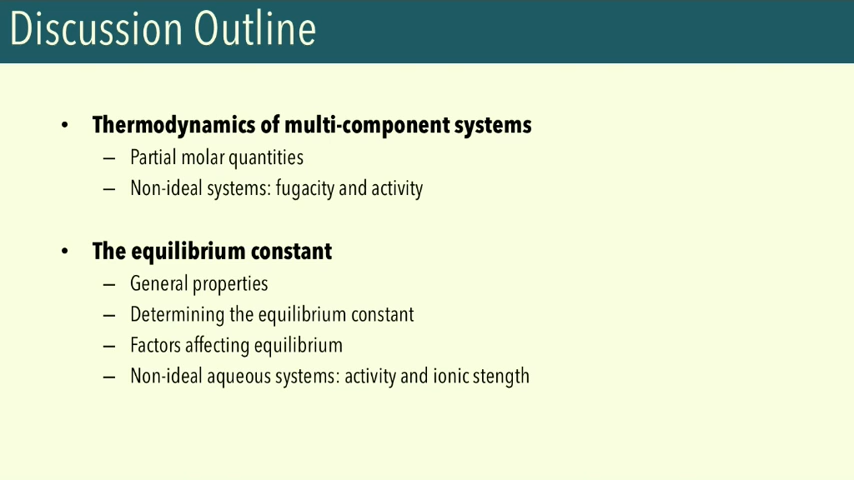 Discussion Outline
• Thermodynamics of multi-component systems
– Partial molar quantities
– Non-ideal systems: fugacity and activity
• The equilibrium constant
– General properties
– Determining the equilibrium constant
– Factors affecting equilibrium
– Non-ideal aqueous systems: activity and ionic stength